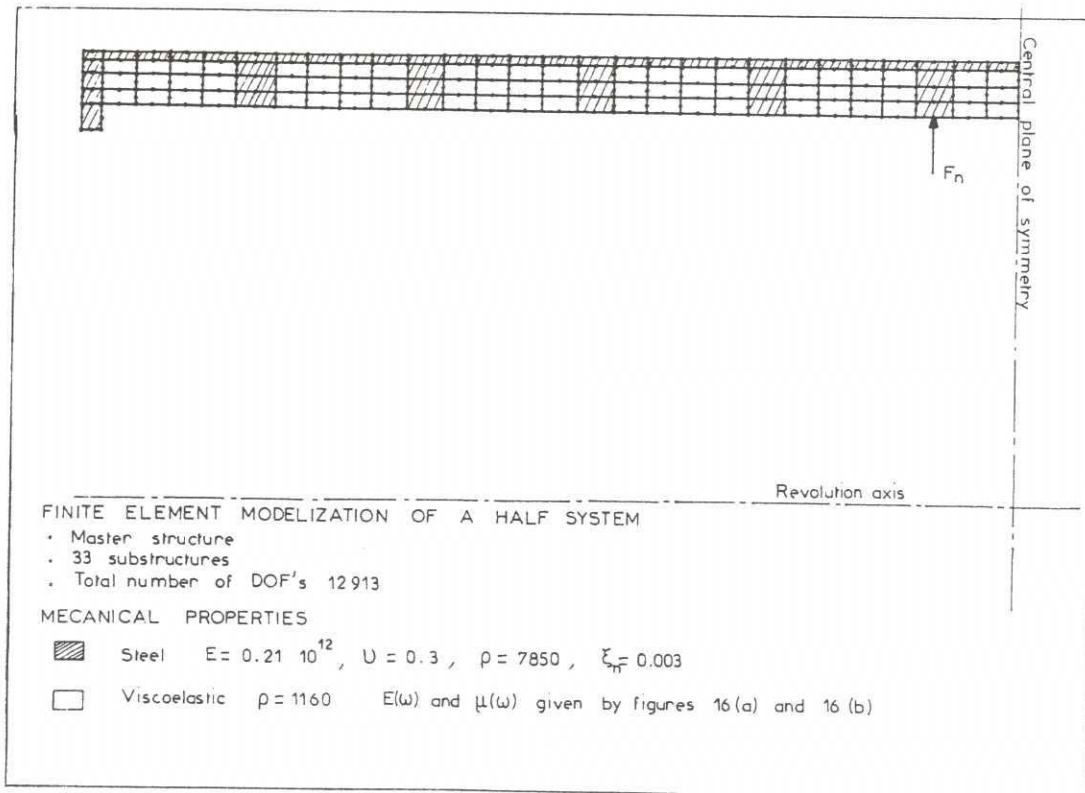 Central plane of symmetry
Fn
Revolution axis
FINITE ELEMENT MODELIZATION OF A HALF SYSTEM
• Master structure
. 33 substructures
. Total number of DOF's 12 913
MECANICAL PROPERTIES
Steel E= 0.21 10^12, υ = 0.3, ρ = 7850, ξn= 0.003
Viscoelastic ρ = 1160 E(ω) and μ(ω) given by figures 16(a) and 16(b)